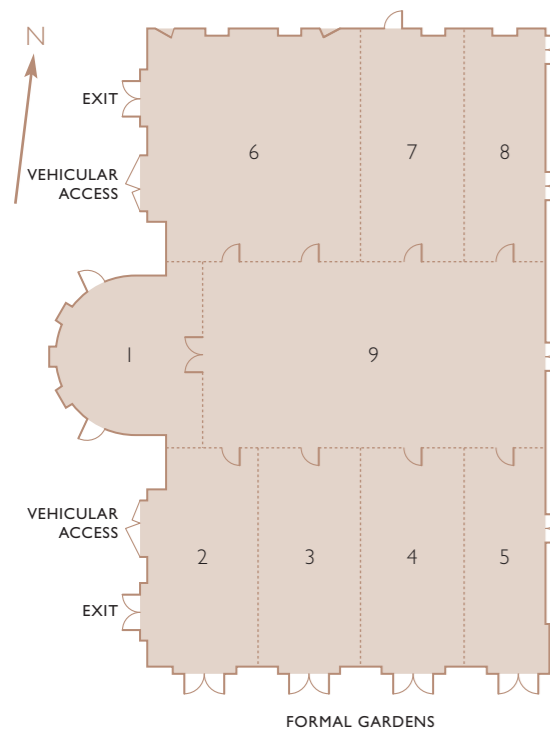 N
EXIT
VEHICULAR
ACCESS
6
7
8
1
9
VEHICULAR
ACCESS
2
3
4
5
EXIT
FORMAL GARDENS